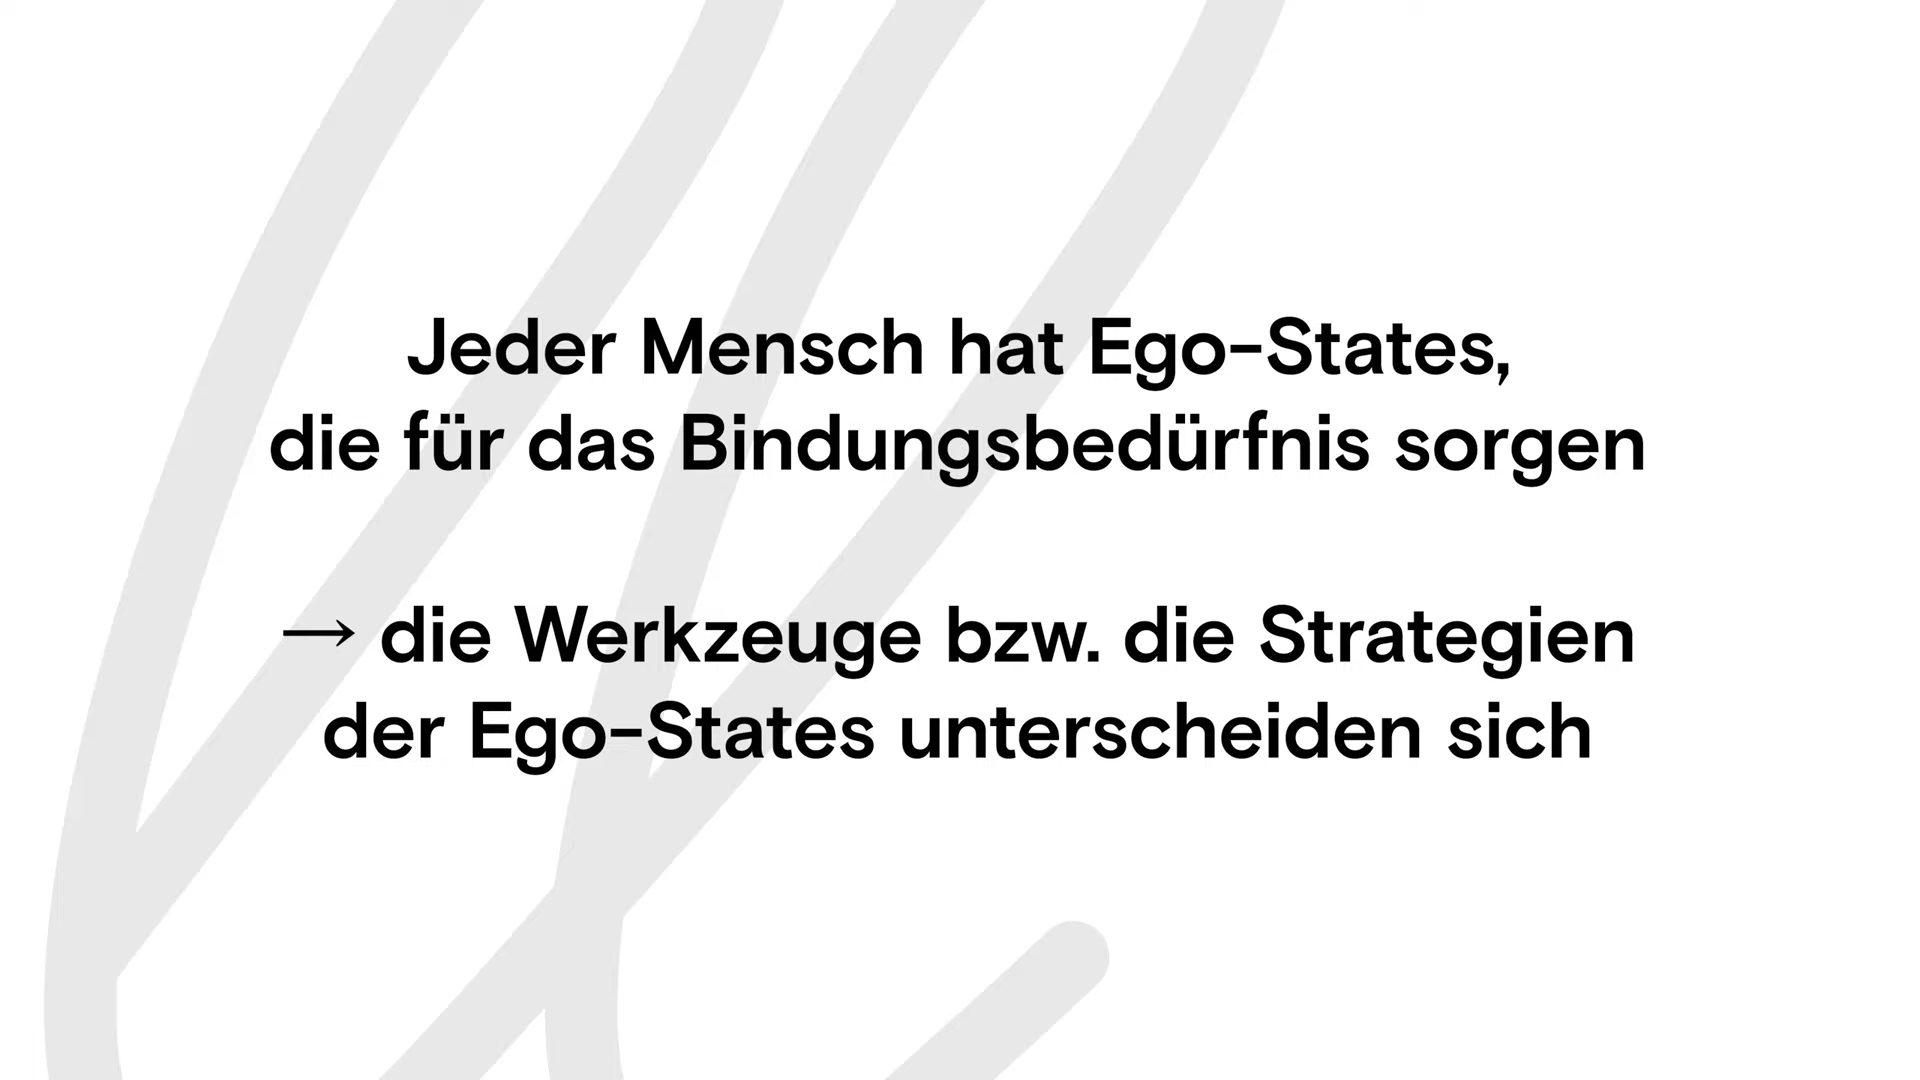 Jeder Mensch hat Ego-States,
die für das Bindungsbedürfnis sorgen
→ die Werkzeuge bzw. die Strategien
der Ego-States unterscheiden sich